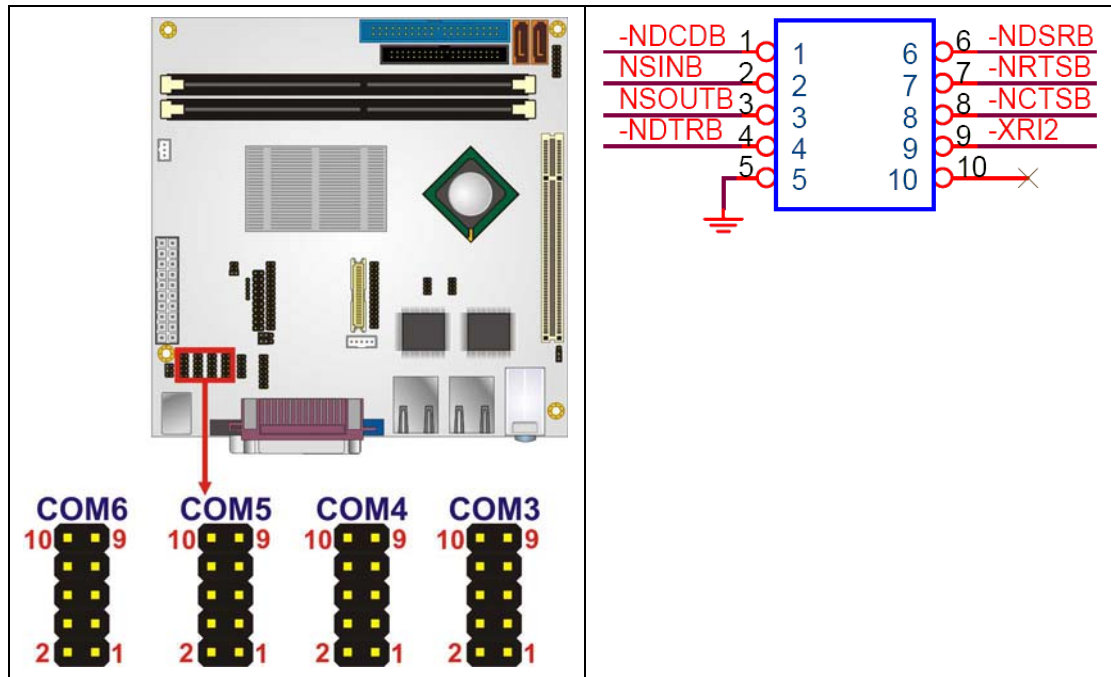 COM6 COM5 COM4 COM3
10 9 10 9 10 9 10 9
2 1 2 1 2 1 2 1
-NDCDB 1 1 6 6 -NDSRB
NSINB 2 2 7 7 -NRTSB
NSOUTB 3 3 8 8 -NCTSB
-NDTRB 4 4 9 9 -XRI2
5 5 10 10